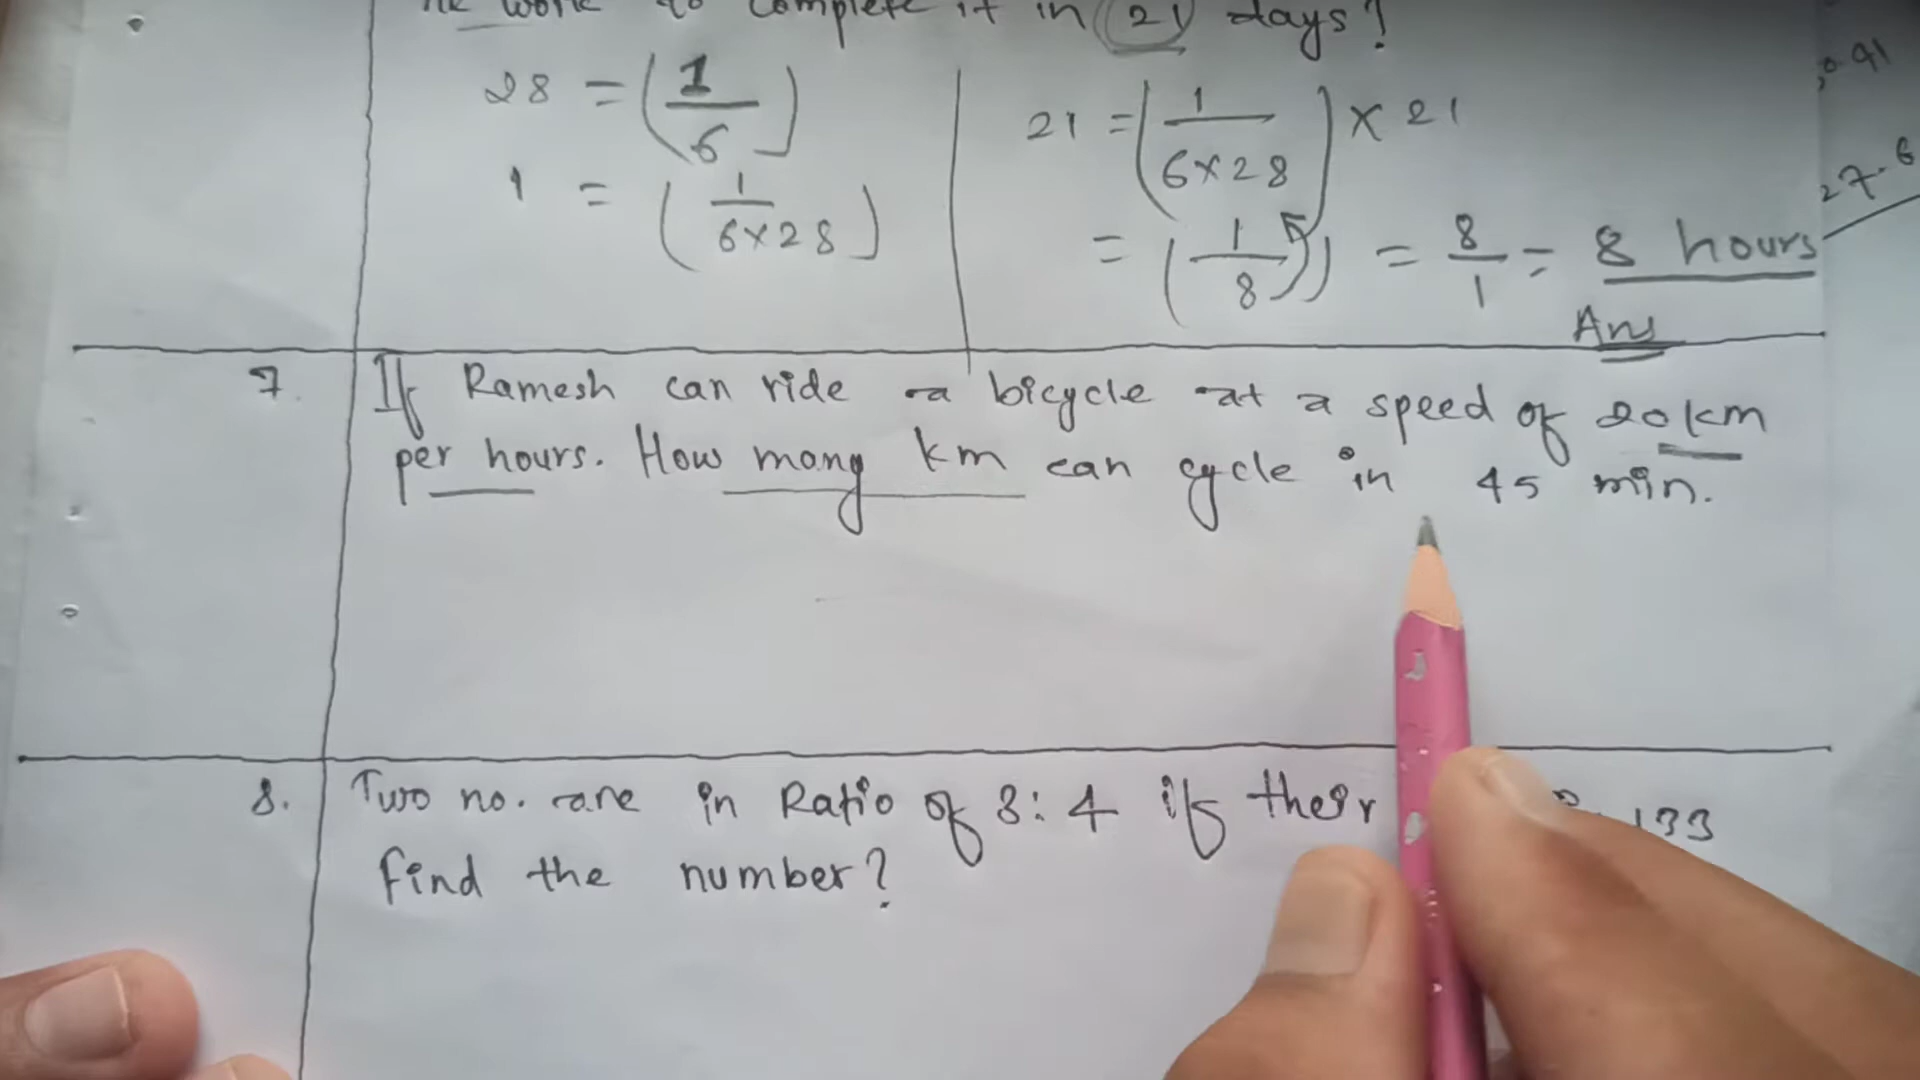 work to complete it in 21 days?
28 = (1/6)
1 = (1/6×28)
21 = (1/6×28) × 21
= (1/8) = 8/1 = 8 hours
Ans
7. If Ramesh can ride a bicycle at a speed of 20 km
per hours. How many km can cycle in 45 min.
8. Two no. are in Ratio of 3:4 if their 133
find the number?